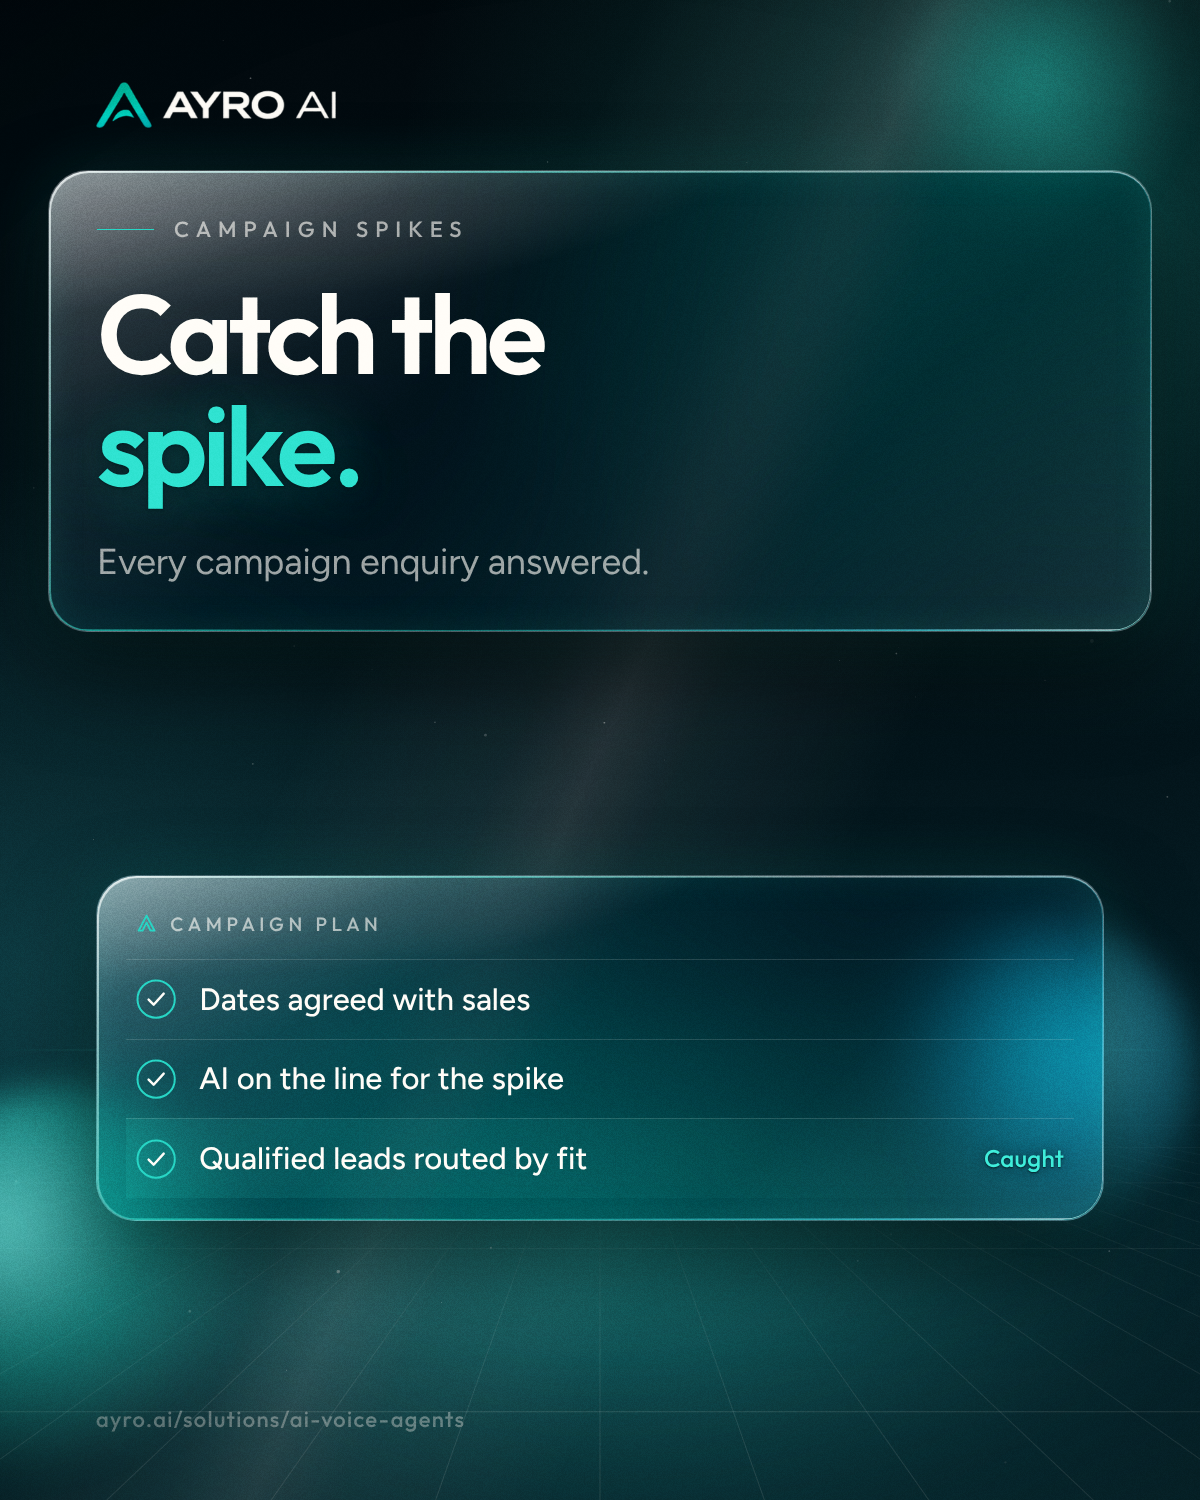 AYRO AI
CAMPAIGN SPIKES
Catch the
spike.
Every campaign enquiry answered.
CAMPAIGN PLAN
Dates agreed with sales
AI on the line for the spike
Qualified leads routed by fit
Caught
ayro.ai/solutions/ai-voice-agents